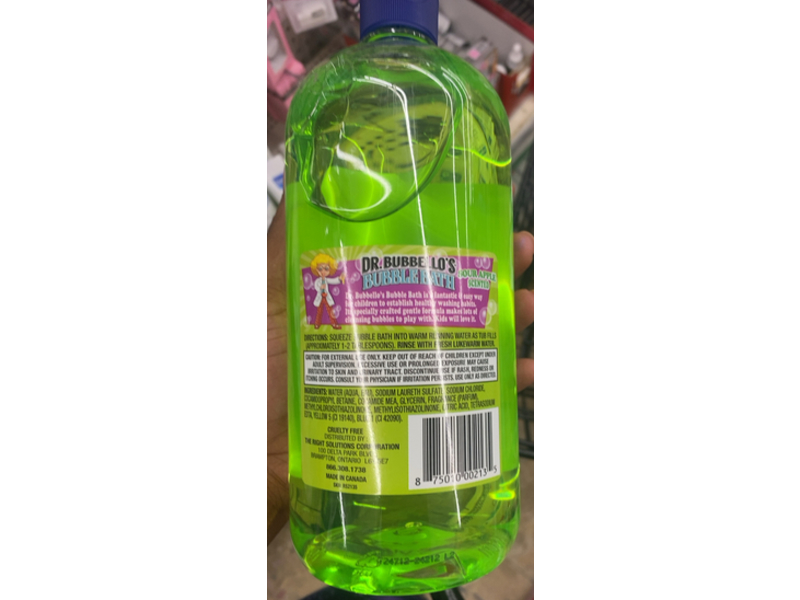 DR. BUBBELLO'S
BUBBLE BATH
SOUR APPLE
SCENTED
Dr. Bubbello's Bubble Bath is a fantastic & easy way
for children to establish healthy washing habits.
Its specially crafted gentle formula makes lots of
cleansing bubbles to play with. Kids will love it.
DIRECTIONS: SQUEEZE BUBBLE BATH INTO WARM RUNNING WATER AS TUB FILLS
(APPROXIMATELY 1-2 TABLESPOONS). RINSE WITH FRESH LUKEWARM WATER.
CAUTION: FOR EXTERNAL USE ONLY. KEEP OUT OF REACH OF CHILDREN EXCEPT UNDER
ADULT SUPERVISION. EXCESSIVE USE OR PROLONGED EXPOSURE MAY CAUSE
IRRITATION TO SKIN AND URINARY TRACT. DISCONTINUE USE IF RASH, REDNESS OR
ITCHING OCCURS. CONSULT YOUR PHYSICIAN IF IRRITATION PERSISTS. USE ONLY AS DIRECTED.
INGREDIENTS: WATER (AQUA, EAU), SODIUM LAURETH SULFATE, SODIUM CHLORIDE,
COCAMIDOPROPYL BETAINE, COCAMIDE MEA, GLYCERIN, FRAGRANCE (PARFUM),
METHYLCHLOROISOTHIAZOLINONE, METHYLISOTHIAZOLINONE, CITRIC ACID, TETRASODIUM
EDTA, YELLOW 5 (CI 19140), BLUE 1 (CI 42090).
CRUELTY FREE
DISTRIBUTED BY
THE RIGHT SOLUTIONS CORPORATION
100 DELTA PARK BLVD
BRAMPTON, ONTARIO
866.308.1738
MADE IN CANADA
8 75010 00213 5